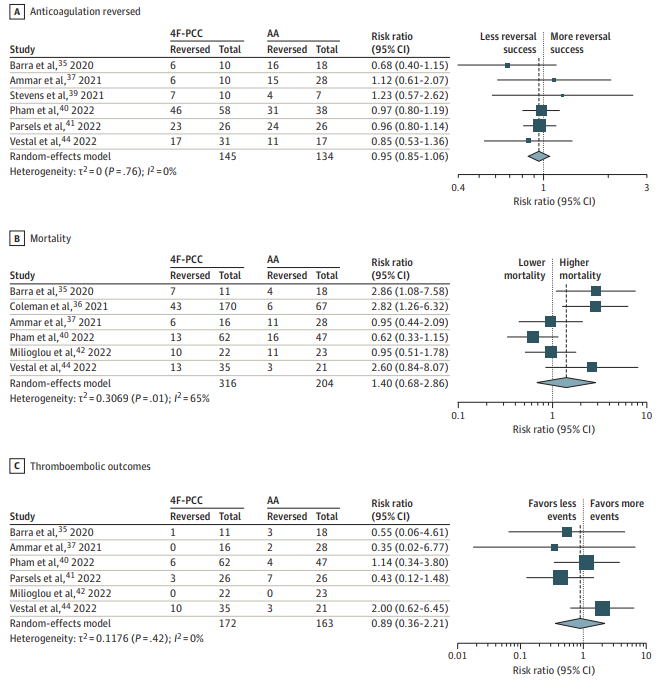 A Anticoagulation reversed
4F-PCC AA Risk ratio (95% CI) Less reversal success More reversal success
Study Reversed Total Reversed Total
Barra et al,35 2020 6 10 16 18 0.68 (0.40-1.15)
Ammar et al,37 2021 6 10 15 28 1.12 (0.61-2.07)
Stevens et al,39 2021 7 10 4 7 1.23 (0.57-2.62)
Pham et al,40 2022 46 58 31 38 0.97 (0.80-1.19)
Parsels et al,41 2022 23 26 24 26 0.96 (0.80-1.14)
Vestal et al,44 2022 17 31 11 17 0.85 (0.53-1.36)
Random-effects model 145 134 0.95 (0.85-1.06)
Heterogeneity: τ2 = 0 (P = .76); I2 = 0%
0.4 1 3
Risk ratio (95% CI)
B Mortality
4F-PCC AA Risk ratio (95% CI) Lower mortality Higher mortality
Study Reversed Total Reversed Total
Barra et al,35 2020 7 11 4 18 2.86 (1.08-7.58)
Coleman et al,36 2021 43 170 6 67 2.82 (1.26-6.32)
Ammar et al,37 2021 6 16 11 28 0.95 (0.44-2.09)
Pham et al,40 2022 13 62 16 47 0.62 (0.33-1.15)
Milioglou et al,42 2022 10 22 11 23 0.95 (0.51-1.78)
Vestal et al,44 2022 13 35 3 21 2.60 (0.84-8.07)
Random-effects model 316 204 1.40 (0.68-2.86)
Heterogeneity: τ2 = 0.3069 (P = .01); I2 = 65%
0.1 1 10
Risk ratio (95% CI)
C Thromboembolic outcomes
4F-PCC AA Risk ratio (95% CI) Favors less events Favors more events
Study Reversed Total Reversed Total
Barra et al,35 2020 1 11 3 18 0.55 (0.06-4.61)
Ammar et al,37 2021 0 16 2 28 0.35 (0.02-6.77)
Pham et al,40 2022 6 62 4 47 1.14 (0.34-3.80)
Parsels et al,41 2022 3 26 7 26 0.43 (0.12-1.48)
Milioglou et al,42 2022 0 22 0 23
Vestal et al,44 2022 10 35 3 21 2.00 (0.62-6.45)
Random-effects model 172 163 0.89 (0.36-2.21)
Heterogeneity: τ2 = 0.1176 (P = .42); I2 = 0%
0.01 0.1 1 10
Risk ratio (95% CI)